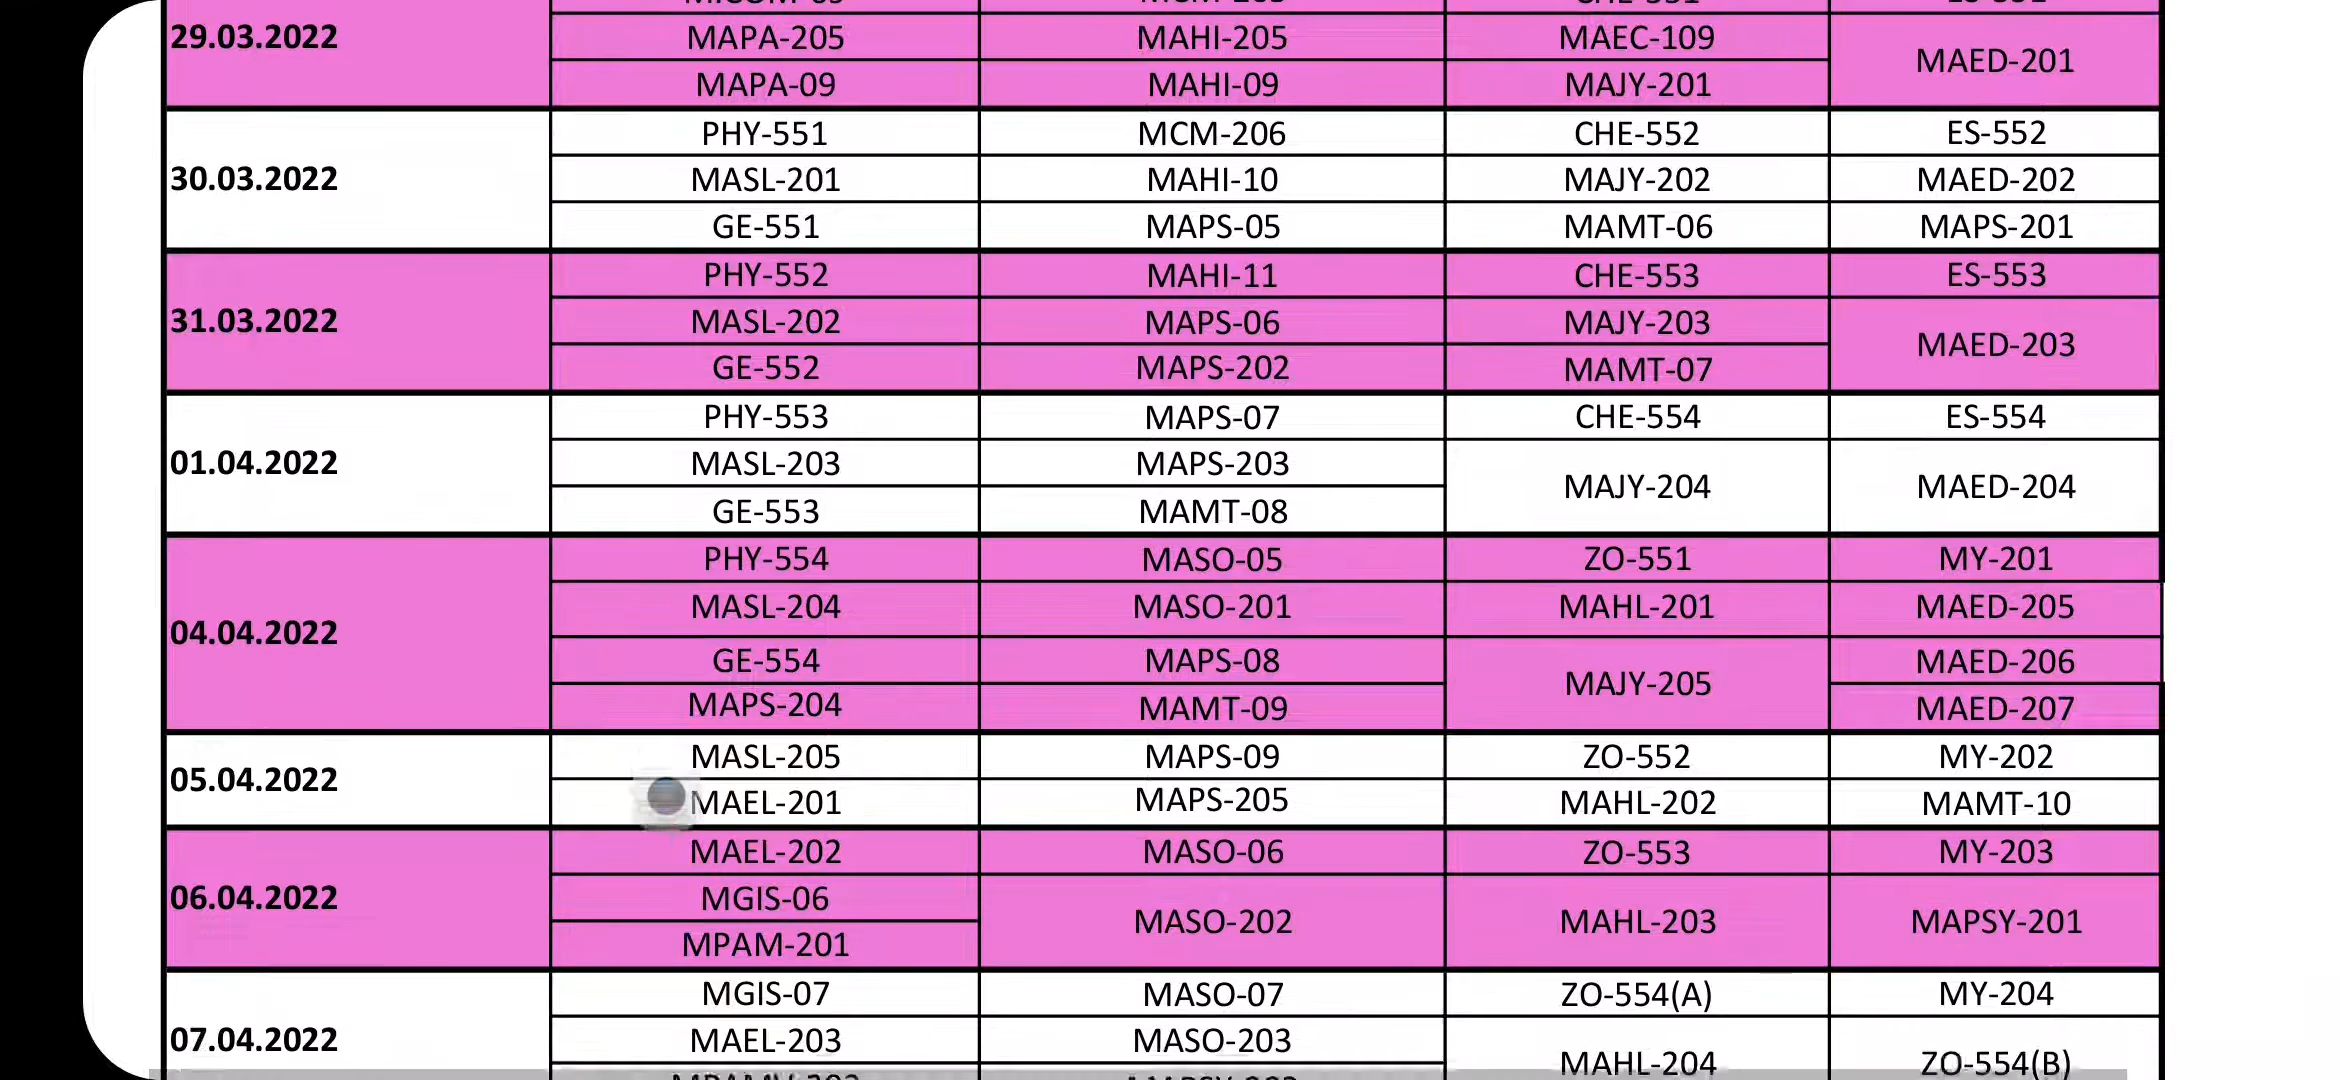 29.03.2022
MAPA-205 MAHI-205 MAEC-109 MAED-201
MAPA-09 MAHI-09 MAJY-201
30.03.2022
PHY-551 MCM-206 CHE-552 ES-552
MASL-201 MAHI-10 MAJY-202 MAED-202
GE-551 MAPS-05 MAMT-06 MAPS-201
31.03.2022
PHY-552 MAHI-11 CHE-553 ES-553
MASL-202 MAPS-06 MAJY-203 MAED-203
GE-552 MAPS-202 MAMT-07
01.04.2022
PHY-553 MAPS-07 CHE-554 ES-554
MASL-203 MAPS-203 MAJY-204 MAED-204
GE-553 MAMT-08
04.04.2022
PHY-554 MASO-05 ZO-551 MY-201
MASL-204 MASO-201 MAHL-201 MAED-205
GE-554 MAPS-08 MAJY-205 MAED-206
MAPS-204 MAMT-09 MAED-207
05.04.2022
MASL-205 MAPS-09 ZO-552 MY-202
MAEL-201 MAPS-205 MAHL-202 MAMT-10
06.04.2022
MAEL-202 MASO-06 ZO-553 MY-203
MGIS-06 MASO-202 MAHL-203 MAPSY-201
MPAM-201
07.04.2022
MGIS-07 MASO-07 ZO-554(A) MY-204
MAEL-203 MASO-203 MAHL-204 ZO-554(B)